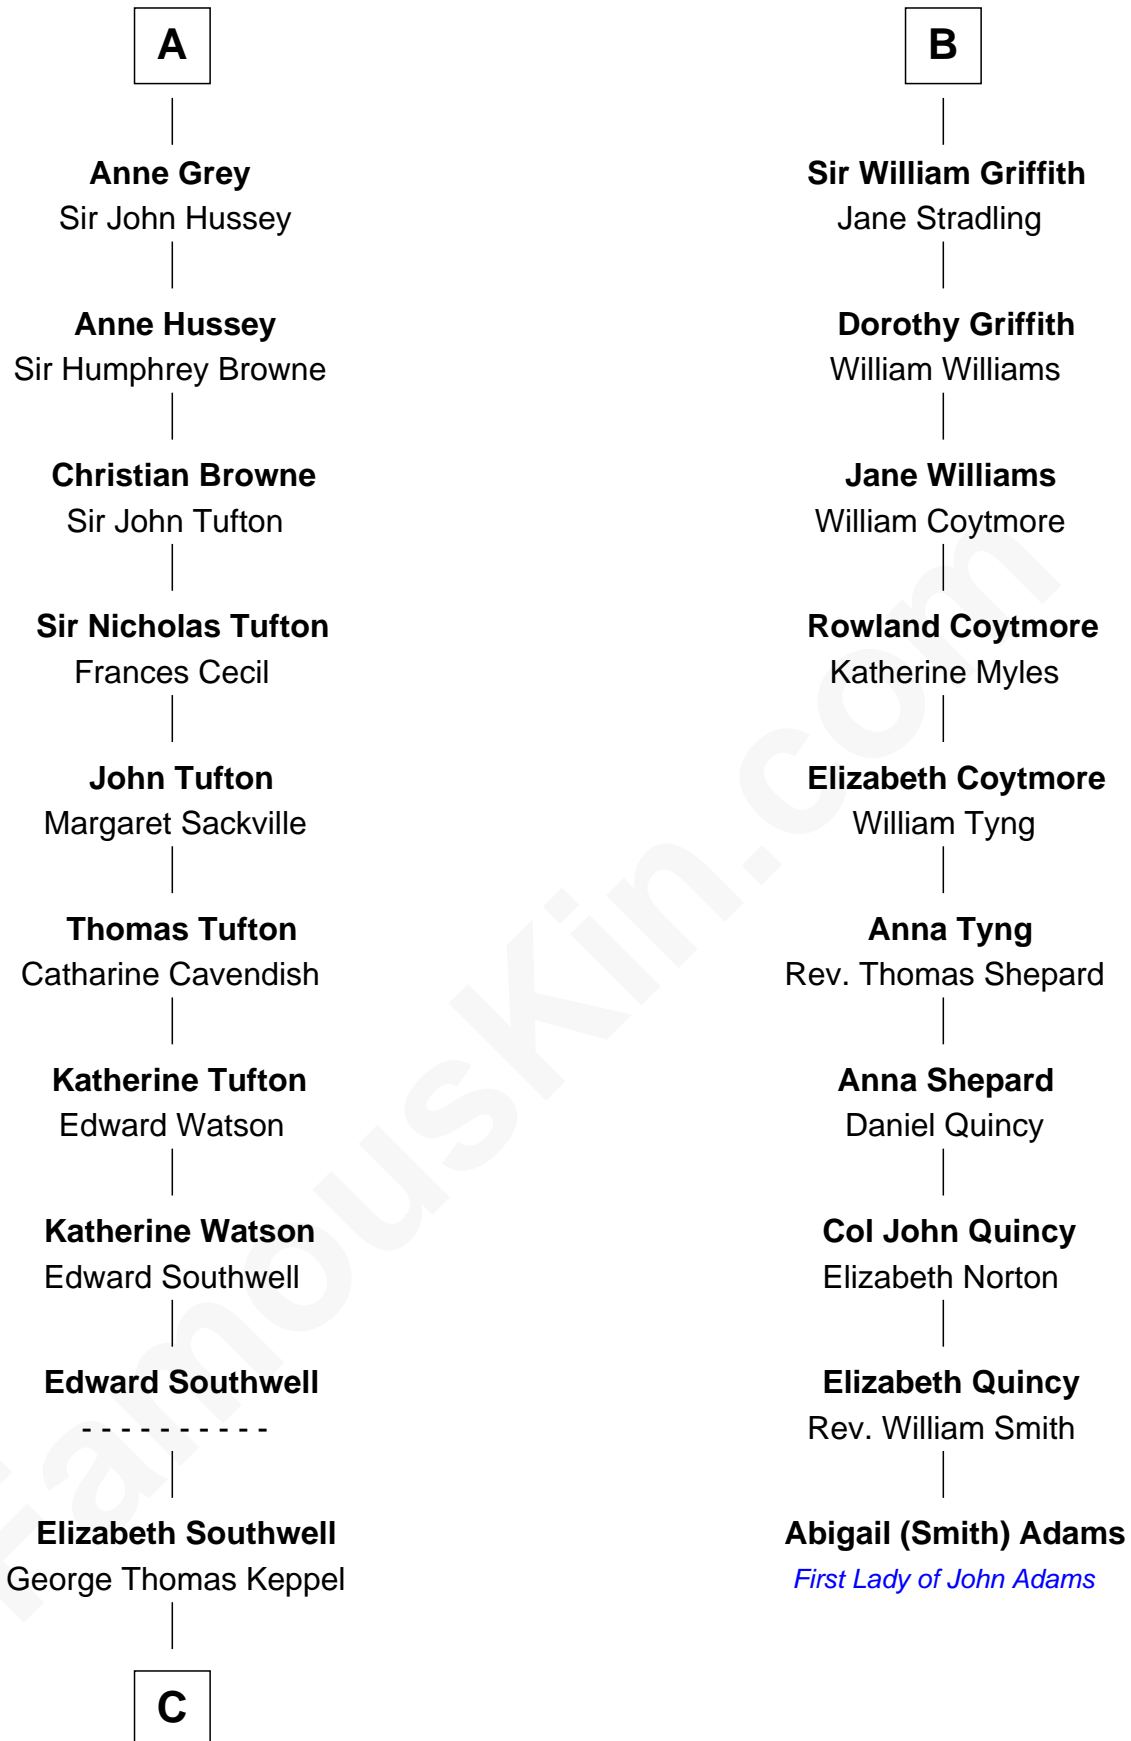 A
Anne Grey
Sir John Hussey
Anne Hussey
Sir Humphrey Browne
Christian Browne
Sir John Tufton
Sir Nicholas Tufton
Frances Cecil
John Tufton
Margaret Sackville
Thomas Tufton
Catharine Cavendish
Katherine Tufton
Edward Watson
Katherine Watson
Edward Southwell
Edward Southwell
- - - - - - - - - -
Elizabeth Southwell
George Thomas Keppel
C
B
Sir William Griffith
Jane Stradling
Dorothy Griffith
William Williams
Jane Williams
William Coytmore
Rowland Coytmore
Katherine Myles
Elizabeth Coytmore
William Tyng
Anna Tyng
Rev. Thomas Shepard
Anna Shepard
Daniel Quincy
Col John Quincy
Elizabeth Norton
Elizabeth Quincy
Rev. William Smith
Abigail (Smith) Adams
First Lady of John Adams
FamousKin.com